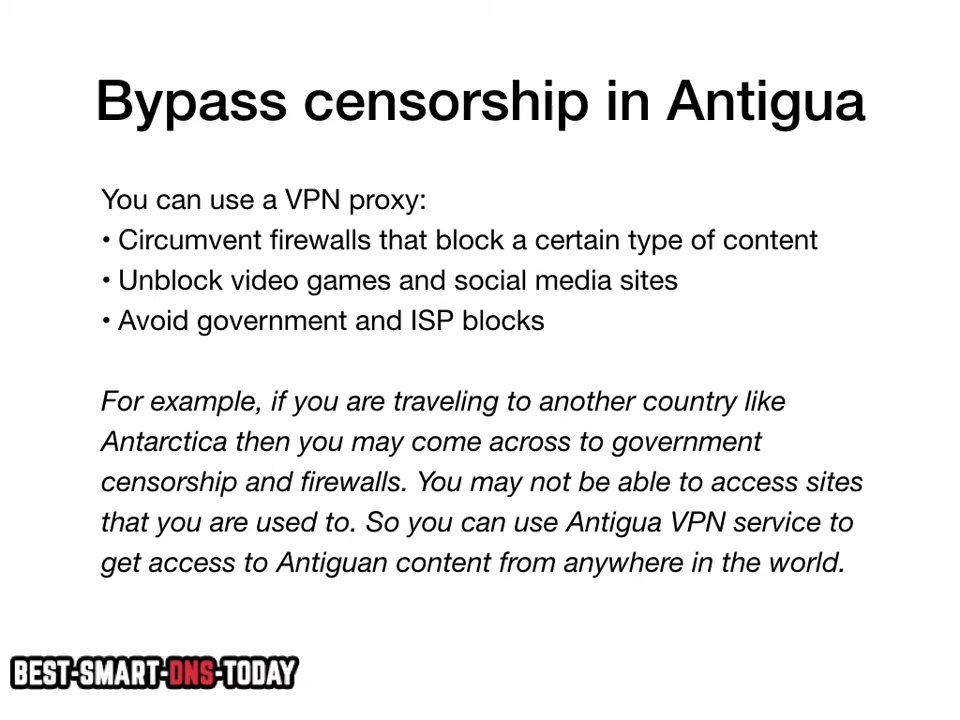 Bypass censorship in Antigua
You can use a VPN proxy:
• Circumvent firewalls that block a certain type of content
• Unblock video games and social media sites
• Avoid government and ISP blocks
For example, if you are traveling to another country like
Antarctica then you may come across to government
censorship and firewalls. You may not be able to access sites
that you are used to. So you can use Antigua VPN service to
get access to Antiguan content from anywhere in the world.
BEST-SMART-DNS-TODAY